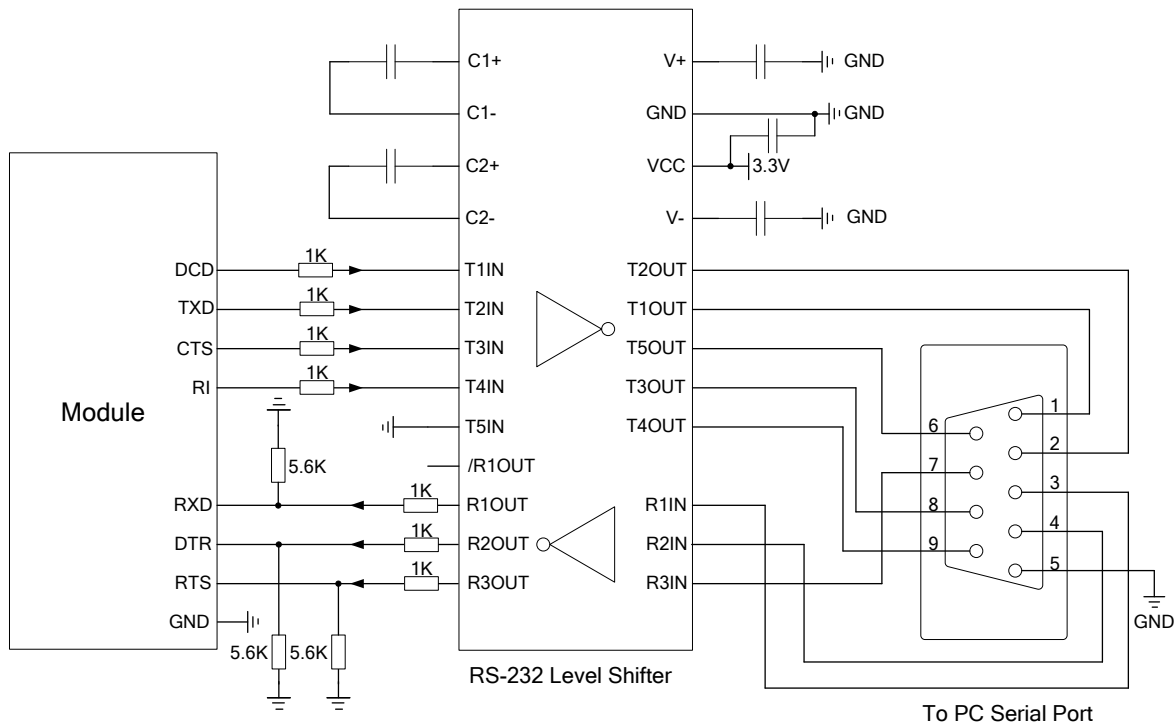 C1+
V+
GND
C1-
GND
GND
C2+
VCC
3.3V
C2-
V-
GND
Module
DCD
1K
T1IN
T2OUT
TXD
1K
T2IN
T1OUT
CTS
1K
T3IN
T5OUT
RI
1K
T4IN
T3OUT
T5IN
T4OUT
/R1OUT
5.6K
RXD
1K
R1OUT
R1IN
DTR
1K
R2OUT
R2IN
RTS
1K
R3OUT
R3IN
GND
5.6K
5.6K
1
6
2
7
3
8
4
9
5
GND
RS-232 Level Shifter
To PC Serial Port